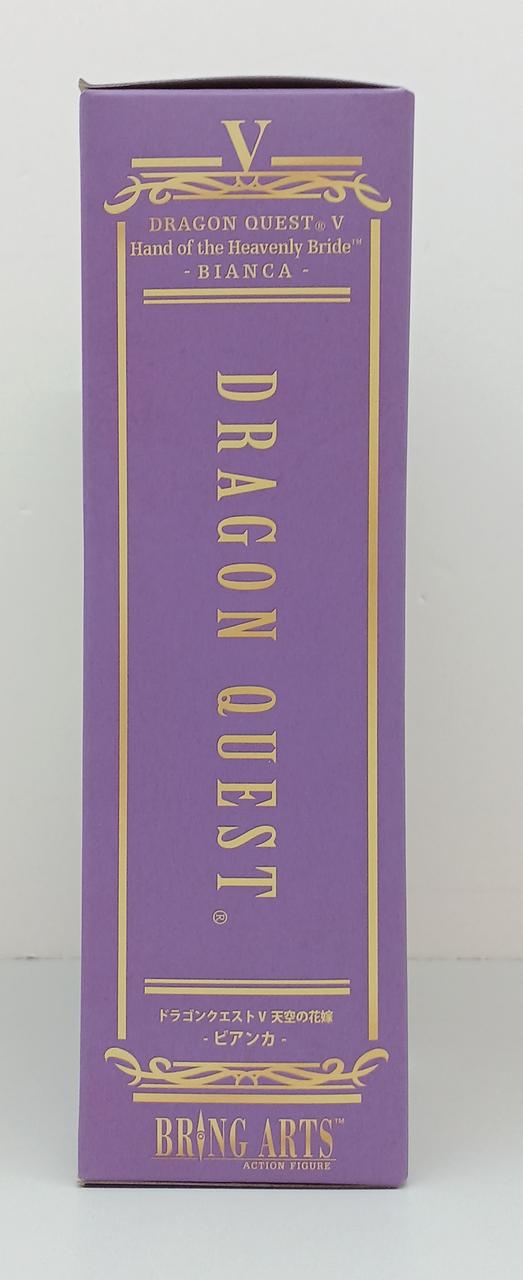 V
DRAGON QUEST® V
Hand of the Heavenly Bride™
- BIANCA -
DRAGON QUEST®
ドラゴンクエストV 天空の花嫁
- ビアンカ -
BRING ARTS™
ACTION FIGURE